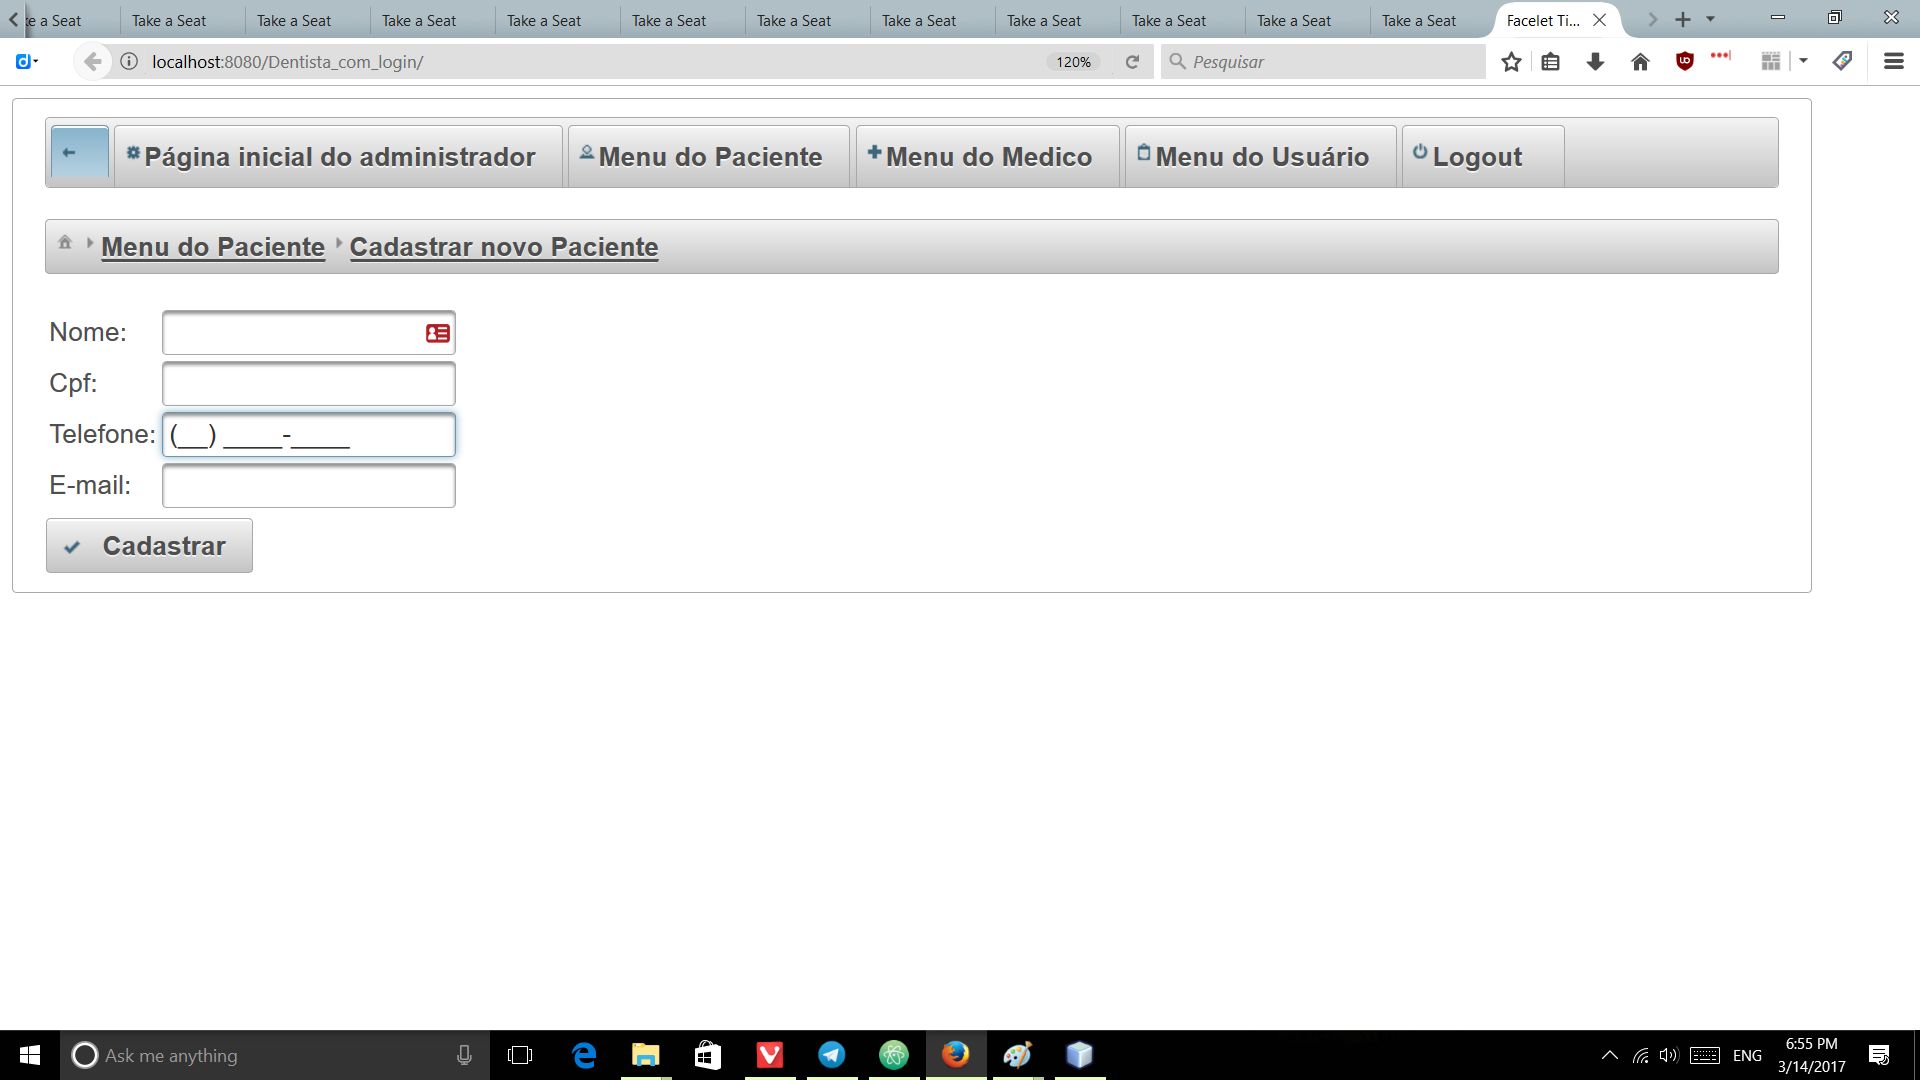 ke a Seat Take a Seat Take a Seat Take a Seat Take a Seat Take a Seat Take a Seat Take a Seat Take a Seat Take a Seat Take a Seat Take a Seat Facelet Ti...
localhost:8080/Dentista_com_login/ 120% Pesquisar
Página inicial do administrador Menu do Paciente Menu do Medico Menu do Usuário Logout
Menu do Paciente Cadastrar novo Paciente
Nome:
Cpf:
Telefone: (__) ____-____
E-mail:
Cadastrar
Ask me anything ENG 6:55 PM
3/14/2017